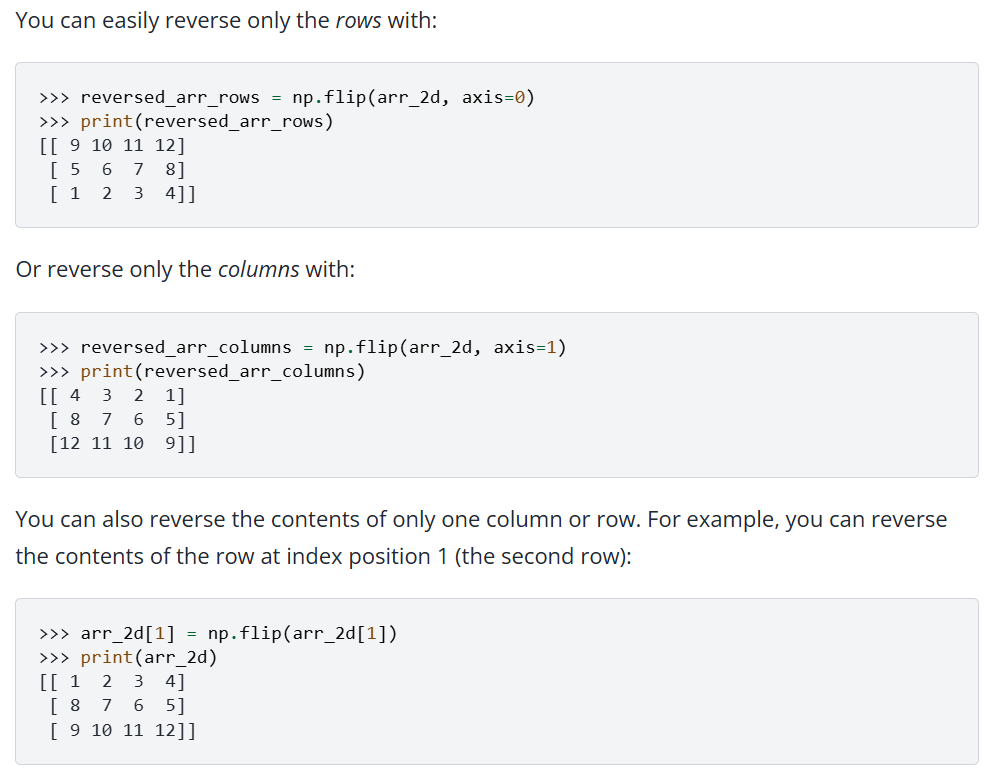 You can easily reverse only the rows with:
>>> reversed_arr_rows = np.flip(arr_2d, axis=0)
>>> print(reversed_arr_rows)
[[ 9 10 11 12]
 [ 5  6  7  8]
 [ 1  2  3  4]]
Or reverse only the columns with:
>>> reversed_arr_columns = np.flip(arr_2d, axis=1)
>>> print(reversed_arr_columns)
[[ 4  3  2  1]
 [ 8  7  6  5]
 [12 11 10  9]]
You can also reverse the contents of only one column or row. For example, you can reverse
the contents of the row at index position 1 (the second row):
>>> arr_2d[1] = np.flip(arr_2d[1])
>>> print(arr_2d)
[[ 1  2  3  4]
 [ 8  7  6  5]
 [ 9 10 11 12]]